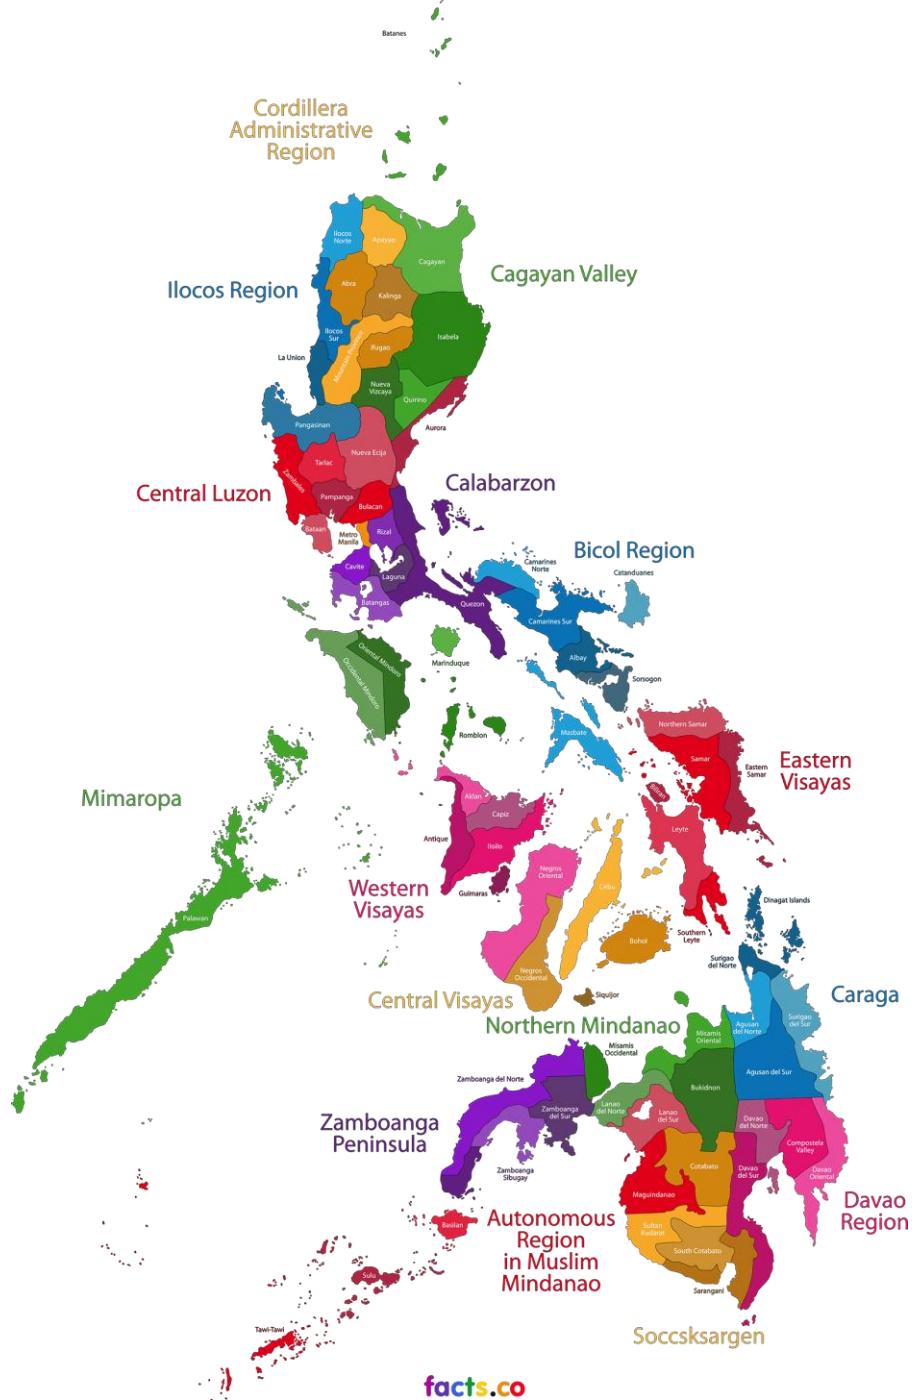 Batanes
Cordillera
Administrative
Region
Ilocos
Norte
Apayao
Cagayan
Cagayan Valley
Ilocos Region
Abra
Kalinga
Ilocos
Sur
Isabela
Mountain Province
Ifugao
La Union
Nueva
Vizcaya
Quirino
Pangasinan
Aurora
Nueva Ecija
Tarlac
Zambales
Central Luzon
Calabarzon
Pampanga
Bulacan
Bataan
Metro
Manila
Rizal
Bicol Region
Cavite
Laguna
Camarines
Norte
Catanduanes
Batangas
Quezon
Camarines Sur
Oriental Mindoro
Occidental Mindoro
Marinduque
Albay
Sorsogon
Romblon
Masbate
Northern Samar
Samar
Eastern
Samar
Eastern
Visayas
Mimaropa
Aklan
Capiz
Biliran
Antique
Iloilo
Leyte
Negros
Oriental
Cebu
Guimaras
Western
Visayas
Dinagat Islands
Palawan
Southern
Leyte
Bohol
Surigao
del Norte
Negros
Occidental
Siquijor
Central Visayas
Caraga
Northern Mindanao
Misamis
Oriental
Agusan
del Norte
Surigao
del Sur
Misamis
Occidental
Zamboanga del Norte
Bukidnon
Agusan del Sur
Zamboanga
del Sur
Lanao
del Norte
Lanao
del Sur
Davao
del Norte
Zamboanga
Peninsula
Compostela
Valley
Zamboanga
Sibugay
Cotabato
Davao
del Sur
Davao
Oriental
Maguindanao
Davao
Region
Basilan
Autonomous
Region
in Muslim
Mindanao
Sultan
Kudarat
South Cotabato
Sulu
Sarangani
Tawi-Tawi
Soccsksargen
facts.co